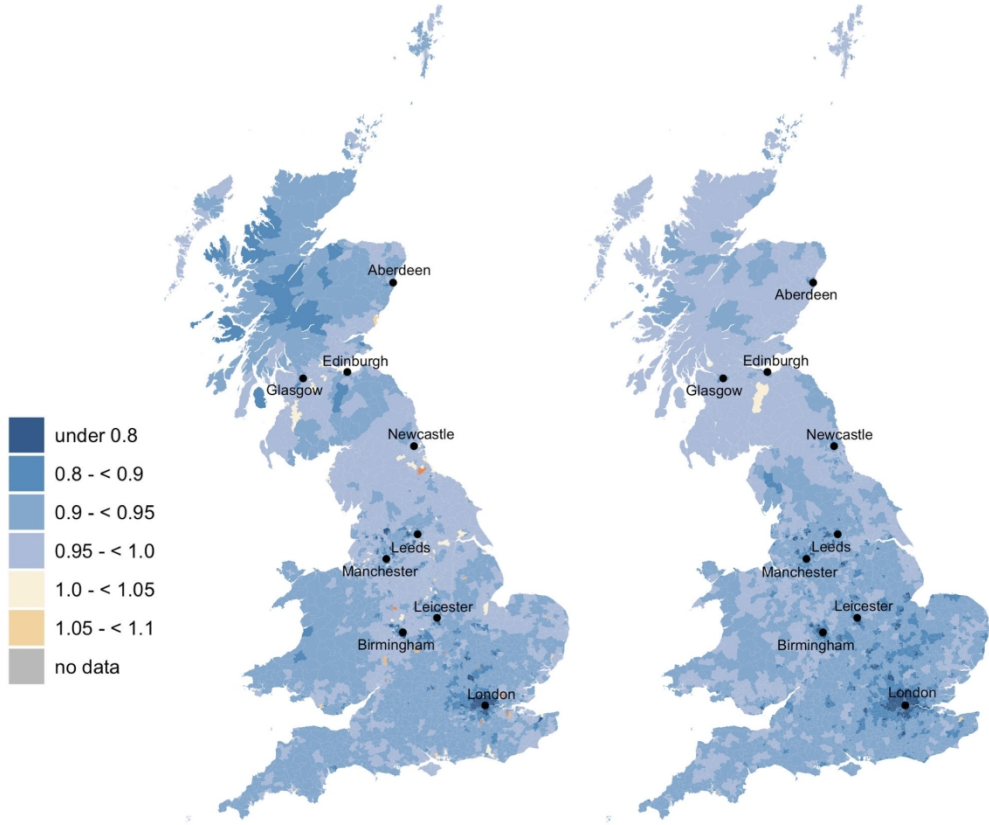 under 0.8
0.8 - < 0.9
0.9 - < 0.95
0.95 - < 1.0
1.0 - < 1.05
1.05 - < 1.1
no data
Aberdeen
Edinburgh
Glasgow
Newcastle
Leeds
Manchester
Leicester
Birmingham
London
Aberdeen
Edinburgh
Glasgow
Newcastle
Leeds
Manchester
Leicester
Birmingham
London